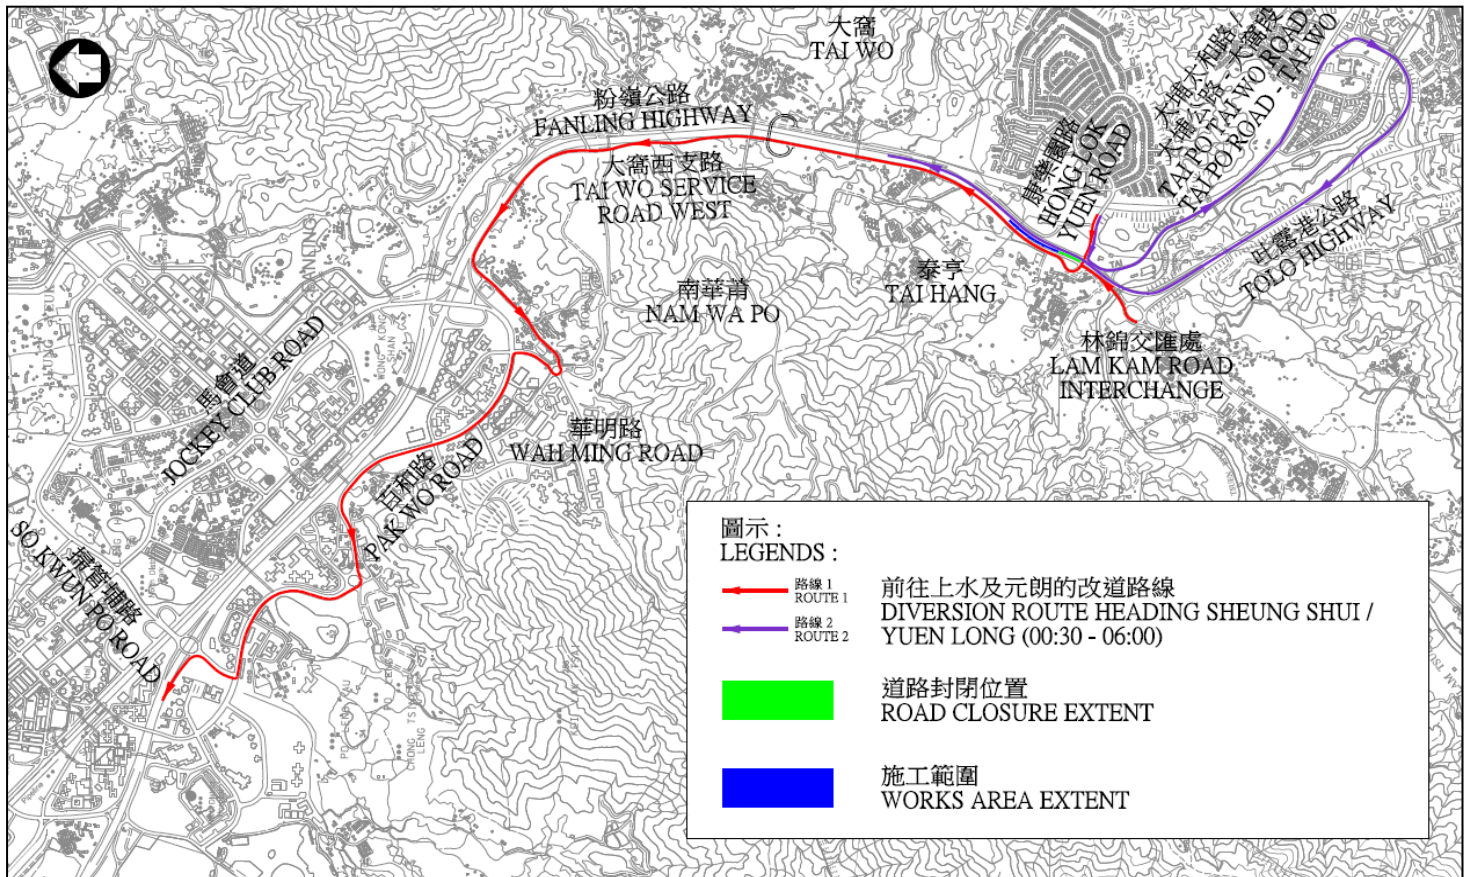 大窩
TAI WO
粉嶺公路
FANLING HIGHWAY
大窩西支路
TAI WO SERVICE
ROAD WEST
康樂園路
HONG LOK
YUEN ROAD
大埔太和路/
大埔公路 - 大窩段
TAI PO TAI WO ROAD
TAI PO ROAD - TAI WO
吐露港公路
TOLO HIGHWAY
泰亨
TAI HANG
南華莆
NAM WA PO
林錦交匯處
LAM KAM ROAD
INTERCHANGE
馬會道
JOCKEY CLUB ROAD
華明路
WAH MING ROAD
百和路
PAK WO ROAD
掃管埔路
SO KWUN PO ROAD
圖示 :
LEGENDS :
路線 1
ROUTE 1
路線 2
ROUTE 2
前往上水及元朗的改道路線
DIVERSION ROUTE HEADING SHEUNG SHUI /
YUEN LONG (00:30 - 06:00)
道路封閉位置
ROAD CLOSURE EXTENT
施工範圍
WORKS AREA EXTENT